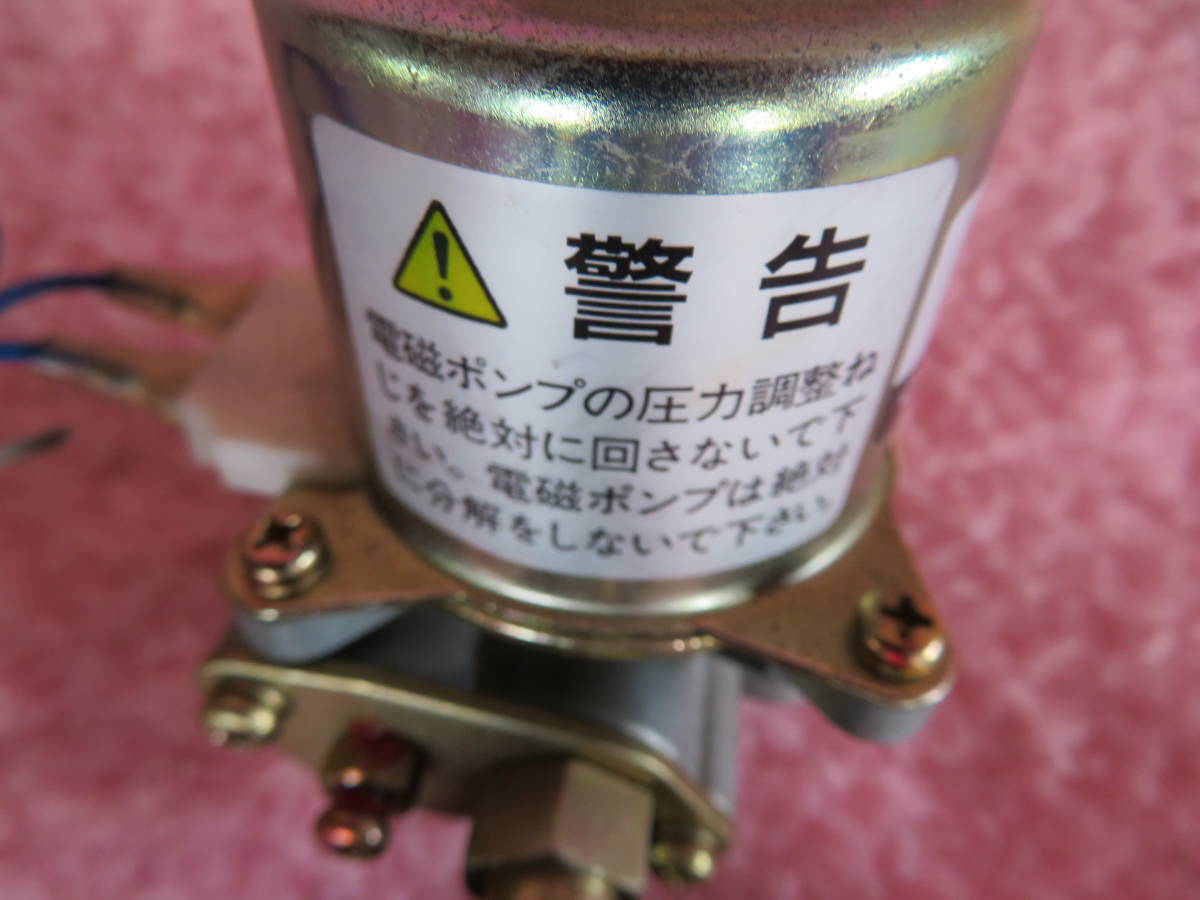 警告
電磁ポンプの圧力調整ね
じを絶対に回さないで下
さい。電磁ポンプは絶対
に分解をしないで下さい。